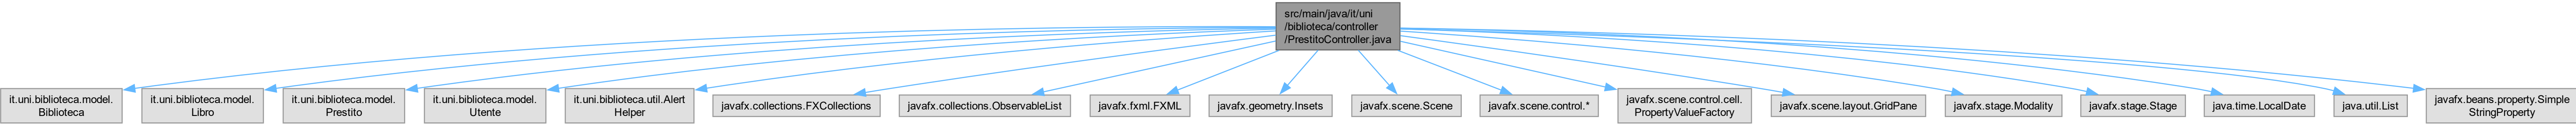 src/main/java/it/uni
/biblioteca/controller
/PrestitoController.java
it.uni.biblioteca.model.
Biblioteca
it.uni.biblioteca.model.
Libro
it.uni.biblioteca.model.
Prestito
it.uni.biblioteca.model.
Utente
it.uni.biblioteca.util.Alert
Helper
javafx.collections.FXCollections
javafx.collections.ObservableList
javafx.fxml.FXML
javafx.geometry.Insets
javafx.scene.Scene
javafx.scene.control.*
javafx.scene.control.cell.
PropertyValueFactory
javafx.scene.layout.GridPane
javafx.stage.Modality
javafx.stage.Stage
java.time.LocalDate
java.util.List
javafx.beans.property.Simple
StringProperty